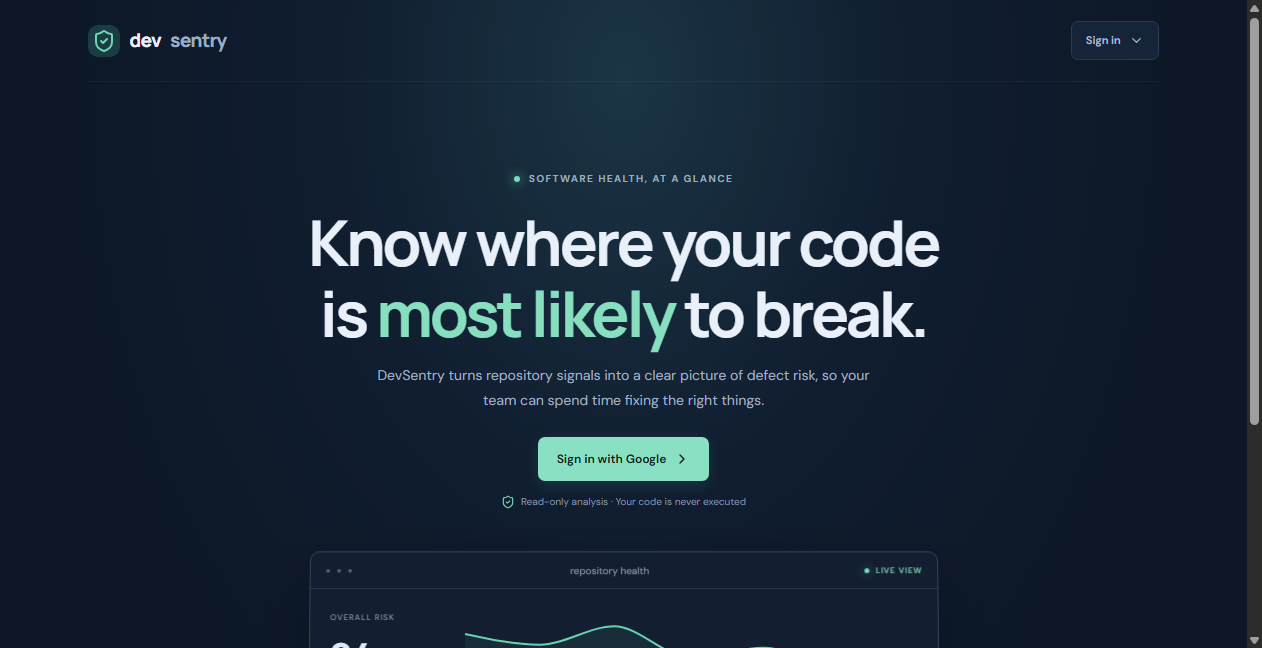 dev sentry
Sign in
SOFTWARE HEALTH, AT A GLANCE
Know where your code
is most likely to break.
DevSentry turns repository signals into a clear picture of defect risk, so your
team can spend time fixing the right things.
Sign in with Google
Read-only analysis · Your code is never executed
repository health
LIVE VIEW
OVERALL RISK